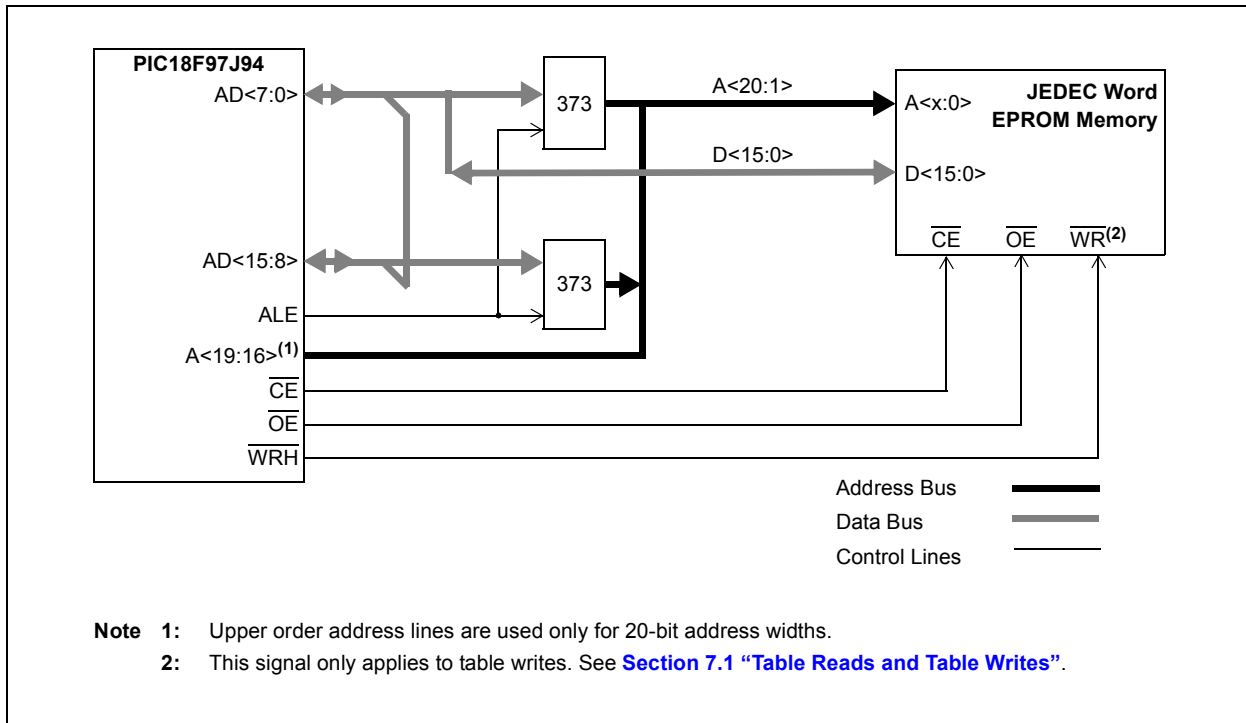 PIC18F97J94
AD<7:0>
373
A<20:1>
A<x:0>
JEDEC Word
EPROM Memory
D<15:0>
D<15:0>
CE
OE
WR(2)
AD<15:8>
373
ALE
A<19:16>(1)
CE
OE
WRH
Address Bus
Data Bus
Control Lines
Note 1: Upper order address lines are used only for 20-bit address widths.
2: This signal only applies to table writes. See Section 7.1 “Table Reads and Table Writes”.